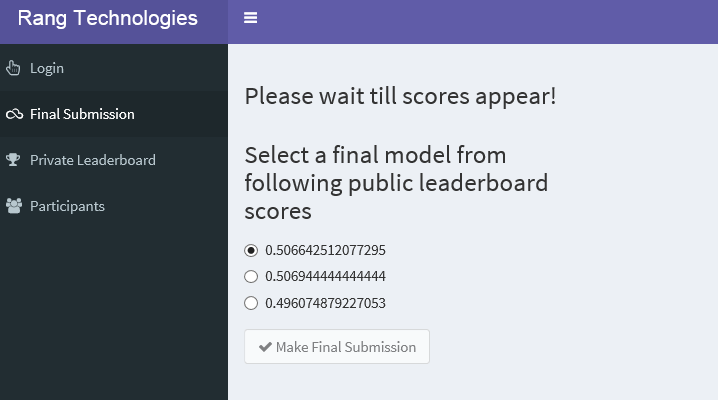 Rang Technologies
Login
Final Submission
Private Leaderboard
Participants
Please wait till scores appear!
Select a final model from
following public leaderboard
scores
0.506642512077295
0.506944444444444
0.496074879227053
Make Final Submission